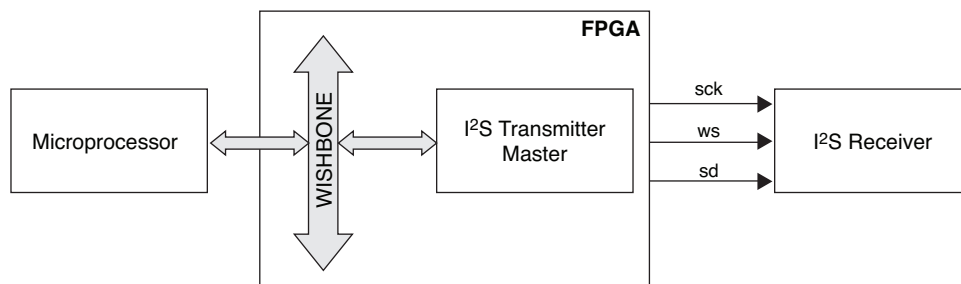 FPGA
Microprocessor
WISHBONE
I²S Transmitter
Master
sck
ws
sd
I²S Receiver